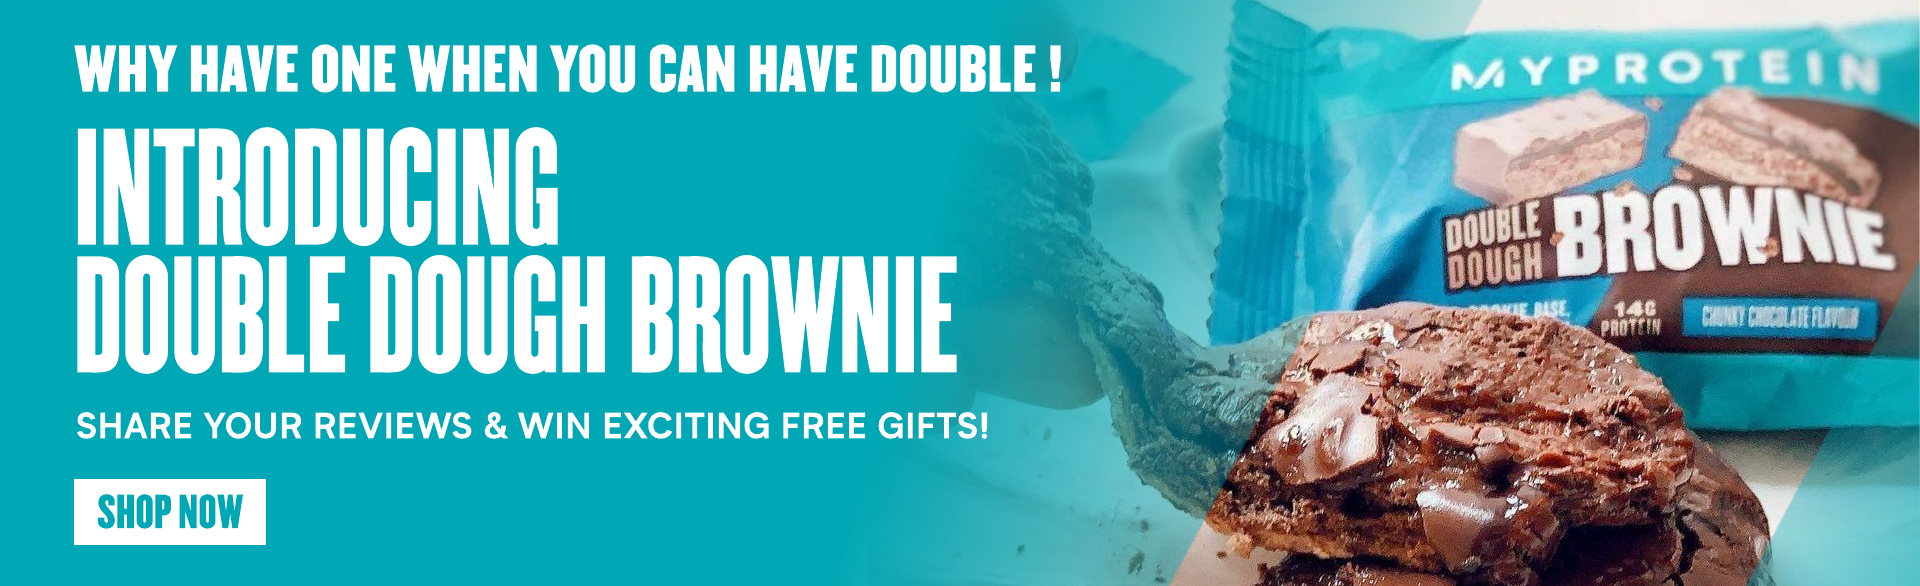 WHY HAVE ONE WHEN YOU CAN HAVE DOUBLE !
INTRODUCING
DOUBLE DOUGH BROWNIE
SHARE YOUR REVIEWS & WIN EXCITING FREE GIFTS!
SHOP NOW
MYPROTEIN
DOUBLE
DOUGH
BROWNIE
BASE
14G
PROTEIN
CHUNKY CHOCOLATE FLAVOUR